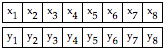 x₁ x₂ x₃ x₄ x₅ x₆ x₇ x₈
y₁ y₂ y₃ y₄ y₅ y₆ y₇ y₈